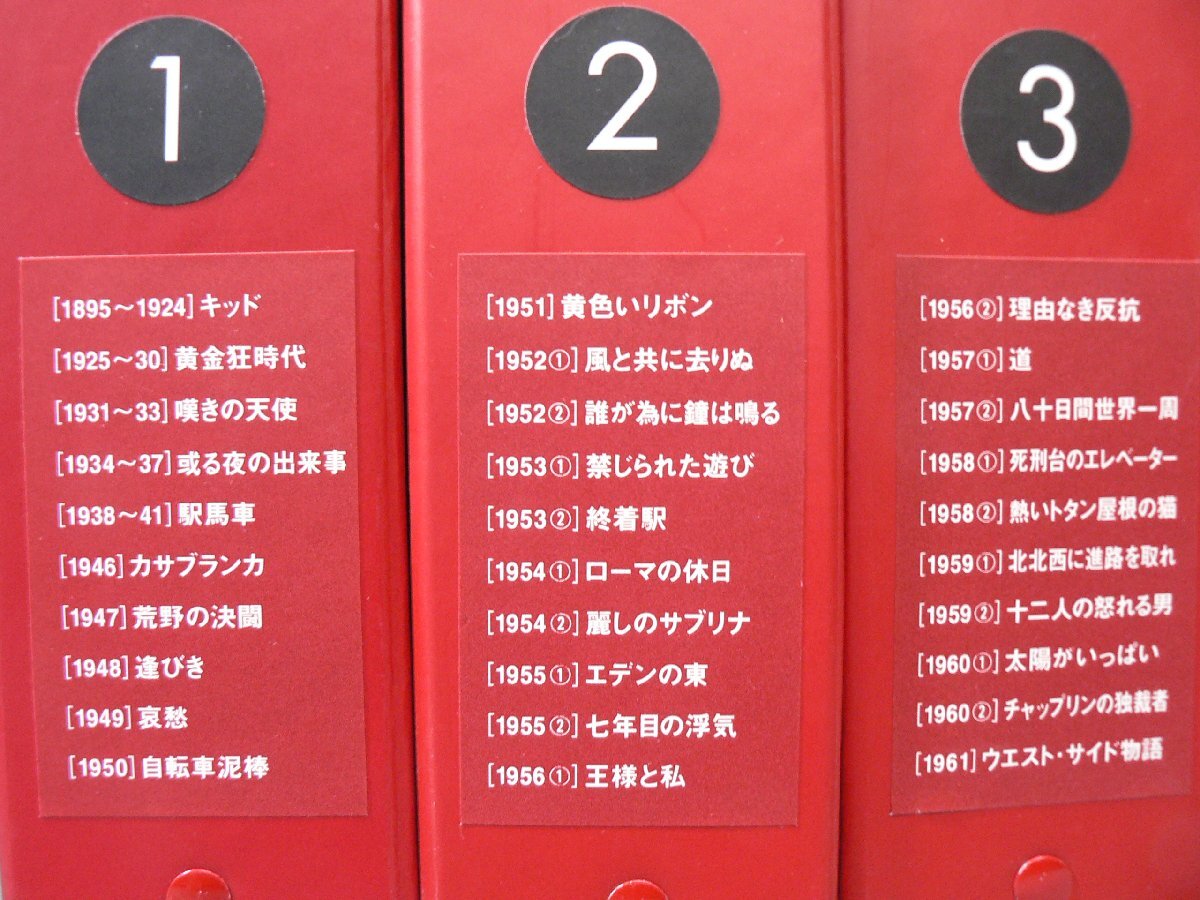 1
[1895～1924] キッド
[1925～30] 黄金狂時代
[1931～33] 嘆きの天使
[1934～37] 或る夜の出来事
[1938～41] 駅馬車
[1946] カサブランカ
[1947] 荒野の決闘
[1948] 逢びき
[1949] 哀愁
[1950] 自転車泥棒
2
[1951] 黄色いリボン
[1952①] 風と共に去りぬ
[1952②] 誰が為に鐘は鳴る
[1953①] 禁じられた遊び
[1953②] 終着駅
[1954①] ローマの休日
[1954②] 麗しのサブリナ
[1955①] エデンの東
[1955②] 七年目の浮気
[1956①] 王様と私
3
[1956②] 理由なき反抗
[1957①] 道
[1957②] 八十日間世界一周
[1958①] 死刑台のエレベーター
[1958②] 熱いトタン屋根の猫
[1959①] 北北西に進路を取れ
[1959②] 十二人の怒れる男
[1960①] 太陽がいっぱい
[1960②] チャップリンの独裁者
[1961] ウエスト・サイド物語